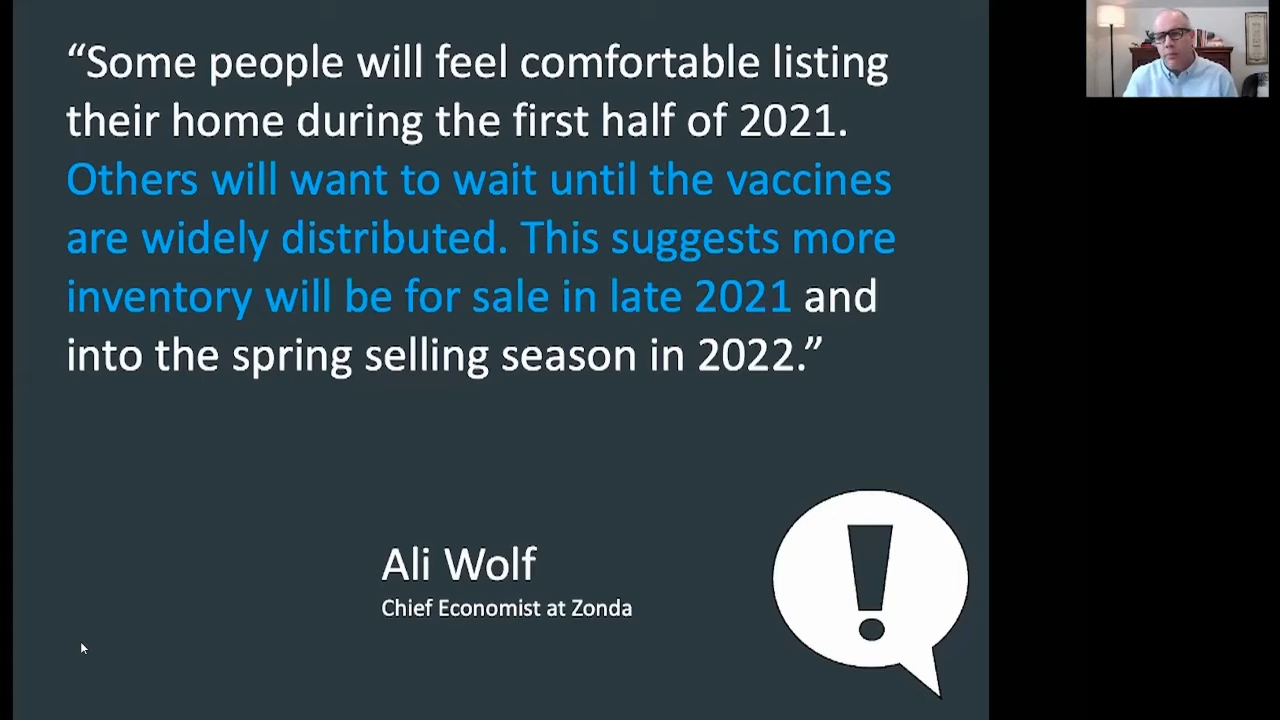 “Some people will feel comfortable listing
their home during the first half of 2021.
Others will want to wait until the vaccines
are widely distributed. This suggests more
inventory will be for sale in late 2021 and
into the spring selling season in 2022.”
Ali Wolf
Chief Economist at Zonda
!